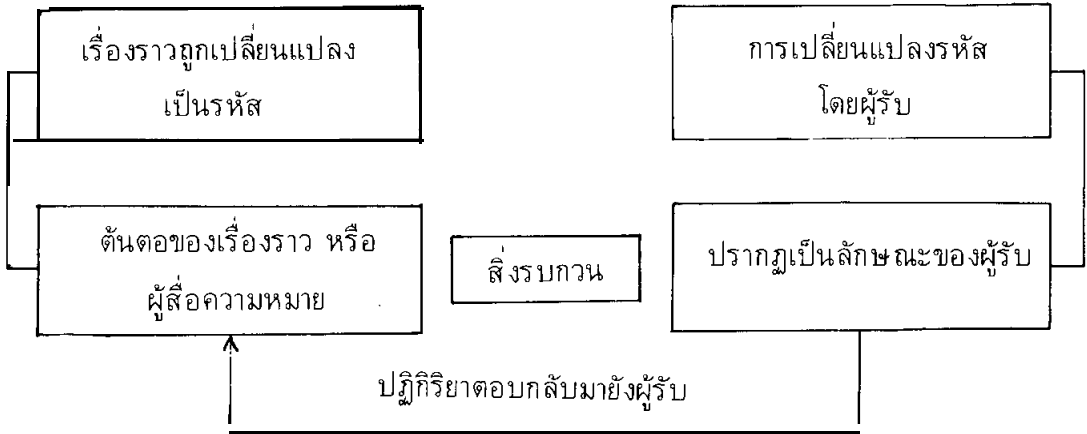 เรื่องราวถูกเปลี่ยนแปลง
เป็นรหัส
การเปลี่ยนแปลงรหัส
โดยผู้รับ
ต้นตอของเรื่องราว หรือ
ผู้สื่อความหมาย
สิ่งรบกวน
ปรากฏเป็นลักษณะของผู้รับ
ปฏิกิริยาตอบกลับมายังผู้รับ